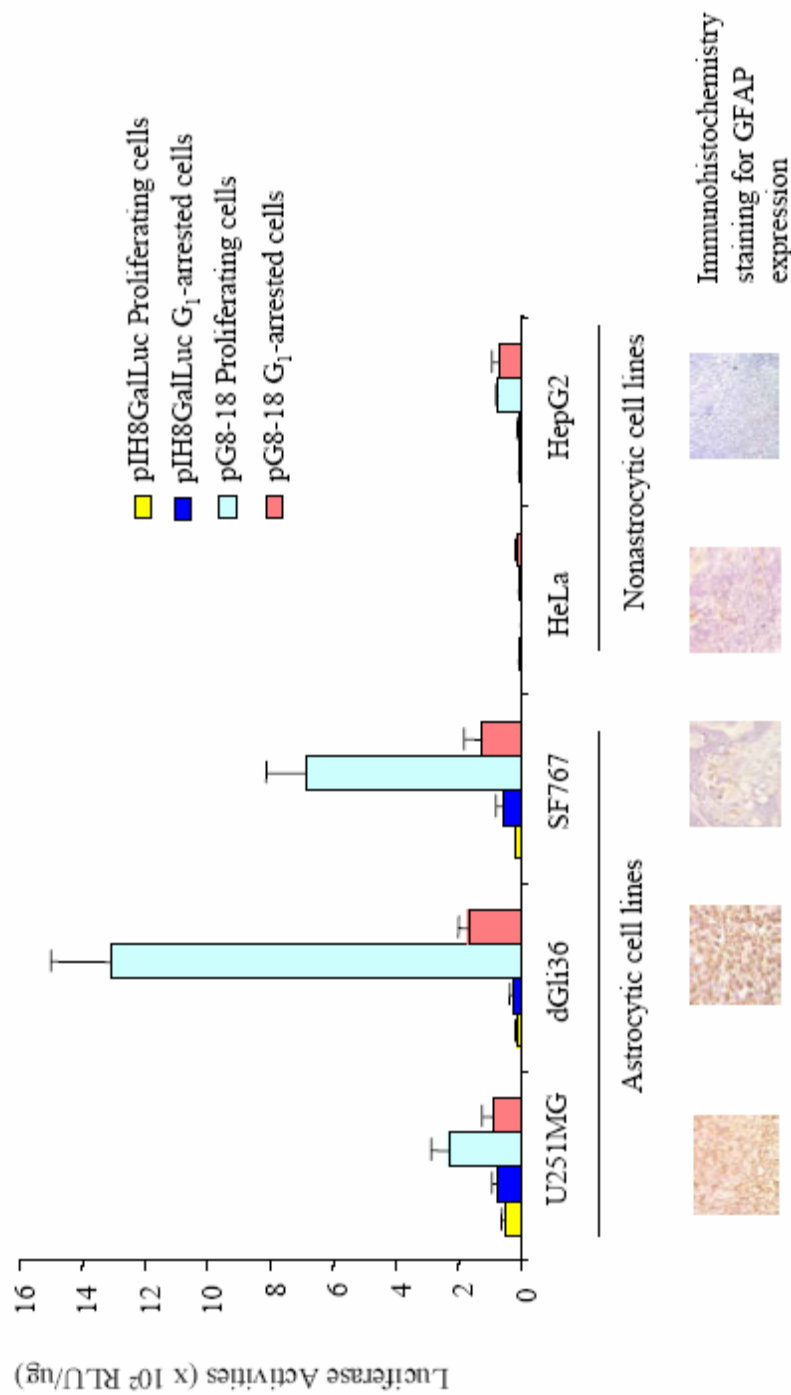 Luciferase Activities (x 10² RLU/ug)
16
14
12
10
8
6
4
2
0
pIH8GalLuc Proliferating cells
pIH8GalLuc G₁-arrested cells
pG8-18 Proliferating cells
pG8-18 G₁-arrested cells
U251MG dGli36 SF767 HeLa HepG2
Astrocytic cell lines Nonastrocytic cell lines
Immunohistochemistry
staining for GFAP
expression